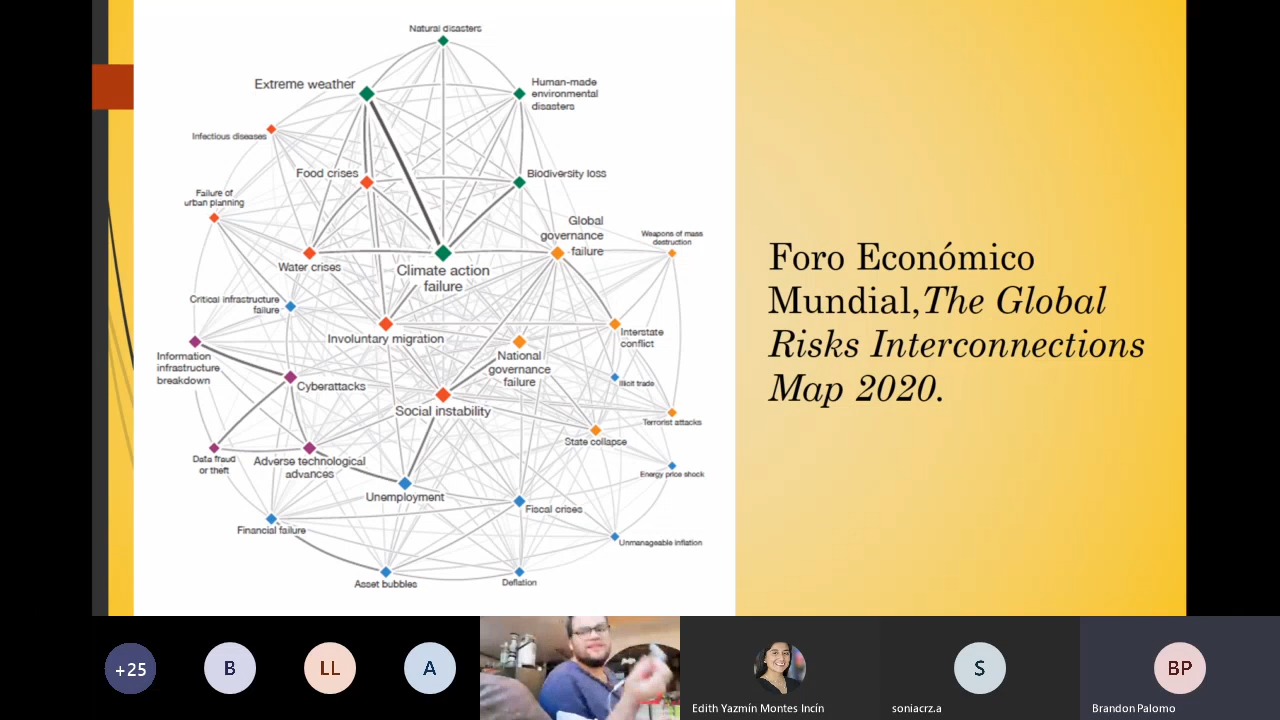 Natural disasters
Extreme weather
Human-made
environmental
disasters
Infectious diseases
Food crises
Biodiversity loss
Failure of
urban planning
Global
governance
failure
Weapons of mass
destruction
Water crises
Climate action
failure
Critical infrastructure
failure
Involuntary migration
Interstate
conflict
Information
infrastructure
breakdown
National
governance
failure
Cyberattacks
Illicit trade
Social instability
Terrorist attacks
State collapse
Data fraud
or theft
Adverse technological
advances
Energy price shock
Unemployment
Fiscal crises
Financial failure
Unmanageable inflation
Asset bubbles
Deflation
Foro Económico
Mundial,The Global
Risks Interconnections
Map 2020.
+25
B
LL
A
S
BP
Edith Yazmín Montes Incín
soniacrz.a
Brandon Palomo